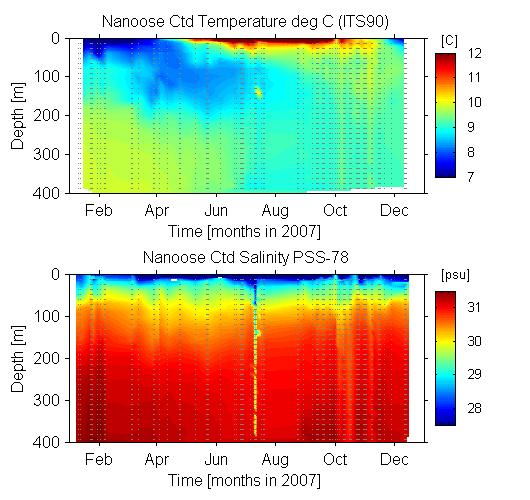 Nanoose Ctd Temperature deg C (ITS90)
[C]
0
100
200
300
400
Depth [m]
12
11
10
9
8
7
Feb Apr Jun Aug Oct Dec
Time [months in 2007]
Nanoose Ctd Salinity PSS-78
[psu]
0
100
200
300
400
Depth [m]
31
30
29
28
Feb Apr Jun Aug Oct Dec
Time [months in 2007]